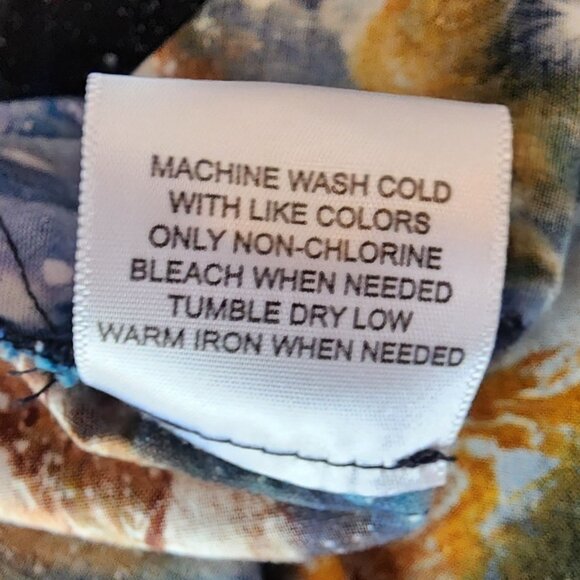 MACHINE WASH COLD
WITH LIKE COLORS
ONLY NON-CHLORINE
BLEACH WHEN NEEDED
TUMBLE DRY LOW
WARM IRON WHEN NEEDED